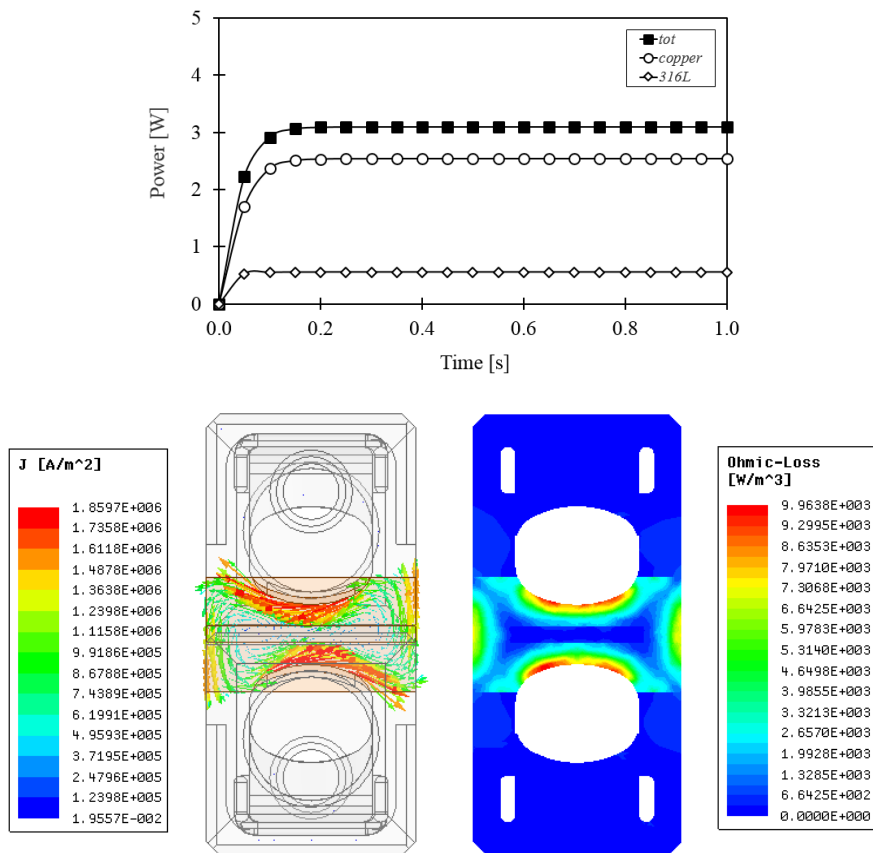 5
4
3
2
1
0
Power [W]
tot
copper
316L
0.0 0.2 0.4 0.6 0.8 1.0
Time [s]
J [A/m^2]
1.8597E+006
1.7358E+006
1.6118E+006
1.4878E+006
1.3638E+006
1.2398E+006
1.1158E+006
9.9186E+005
8.6788E+005
7.4389E+005
6.1991E+005
4.9593E+005
3.7195E+005
2.4796E+005
1.2398E+005
1.9557E-002
Ohmic-Loss
[W/m^3]
9.9638E+003
9.2995E+003
8.6353E+003
7.9710E+003
7.3068E+003
6.6425E+003
5.9783E+003
5.3140E+003
4.6498E+003
3.9855E+003
3.3213E+003
2.6570E+003
1.9928E+003
1.3285E+003
6.6425E+002
0.0000E+000